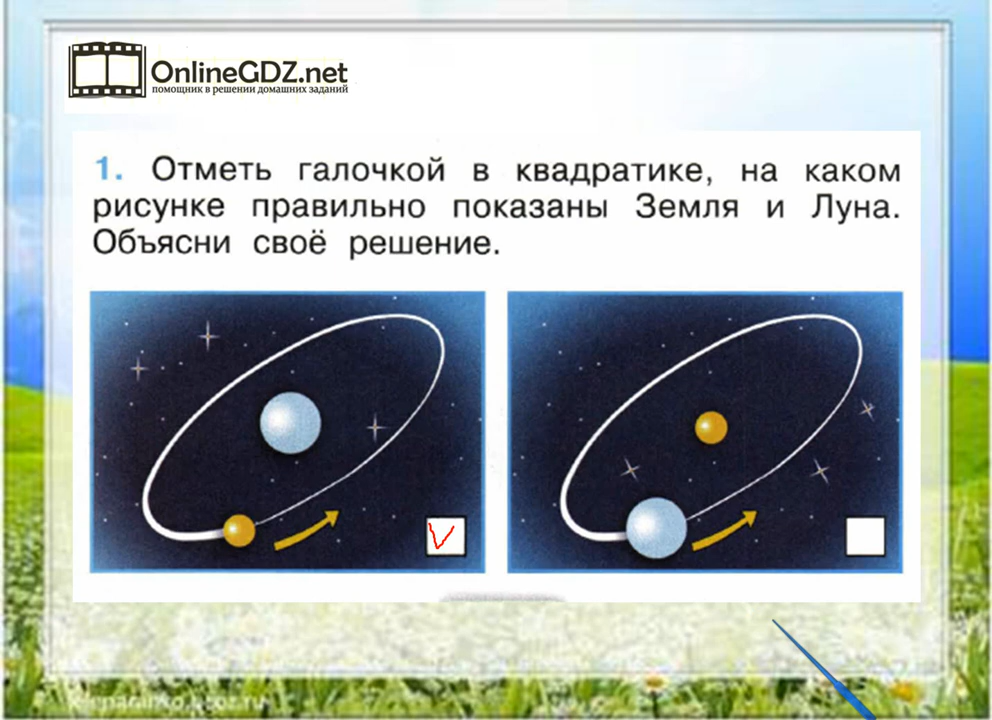 OnlineGDZ.net
помощник в решении домашних заданий
1. Отметь галочкой в квадратике, на каком
рисунке правильно показаны Земля и Луна.
Объясни своё решение.